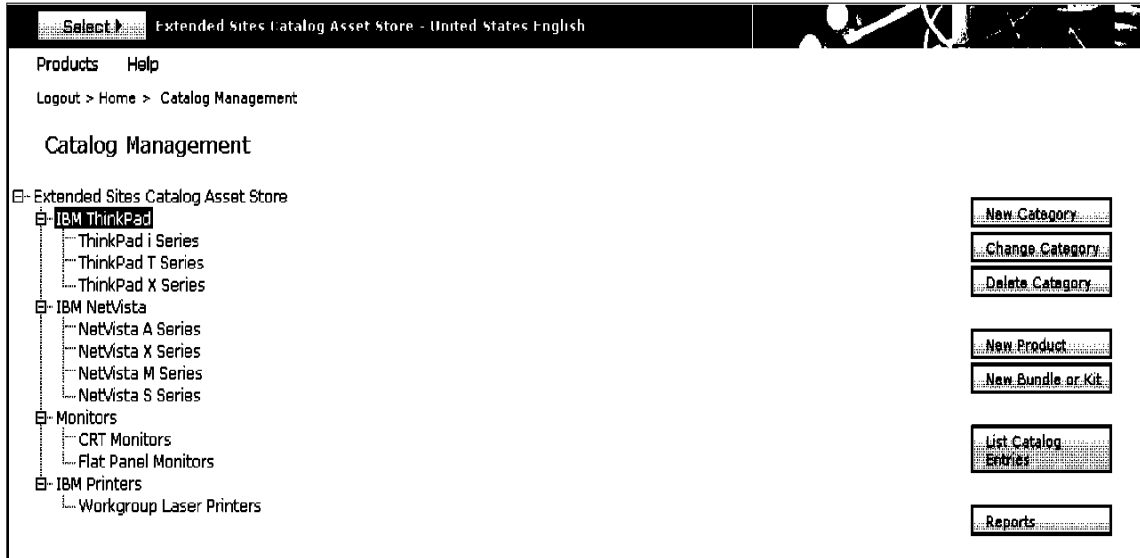 Select Extended Sites Catalog Asset Store - United States English
Products Help
Logout > Home > Catalog Management
Catalog Management
Extended Sites Catalog Asset Store
IBM ThinkPad
ThinkPad i Series
ThinkPad T Series
ThinkPad X Series
IBM NetVista
NetVista A Series
NetVista X Series
NetVista M Series
NetVista S Series
Monitors
CRT Monitors
Flat Panel Monitors
IBM Printers
Workgroup Laser Printers
New Category
Change Category
Delete Category
New Product
New Bundle or Kit
List Catalog
Entries
Reports